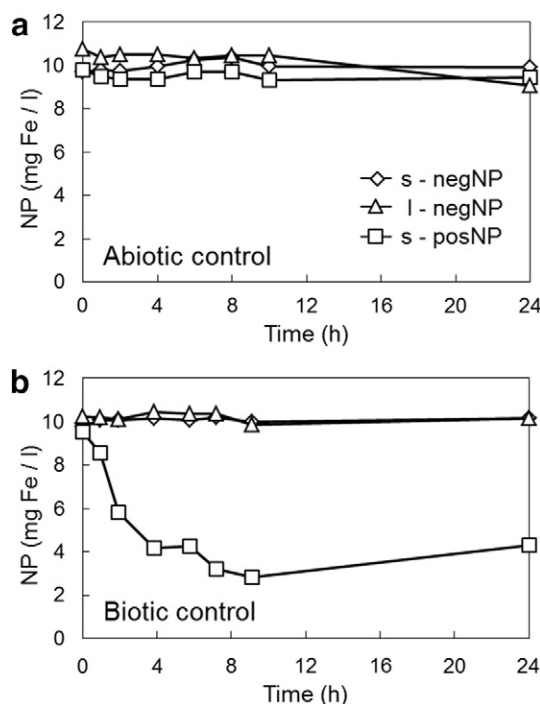 a
12
10
8
6
4
2
0
NP (mg Fe / l)
s - negNP
l - negNP
s - posNP
Abiotic control
0 4 8 12 16 20 24
Time (h)
b
12
10
8
6
4
2
0
NP (mg Fe / l)
Biotic control
0 4 8 12 16 20 24
Time (h)